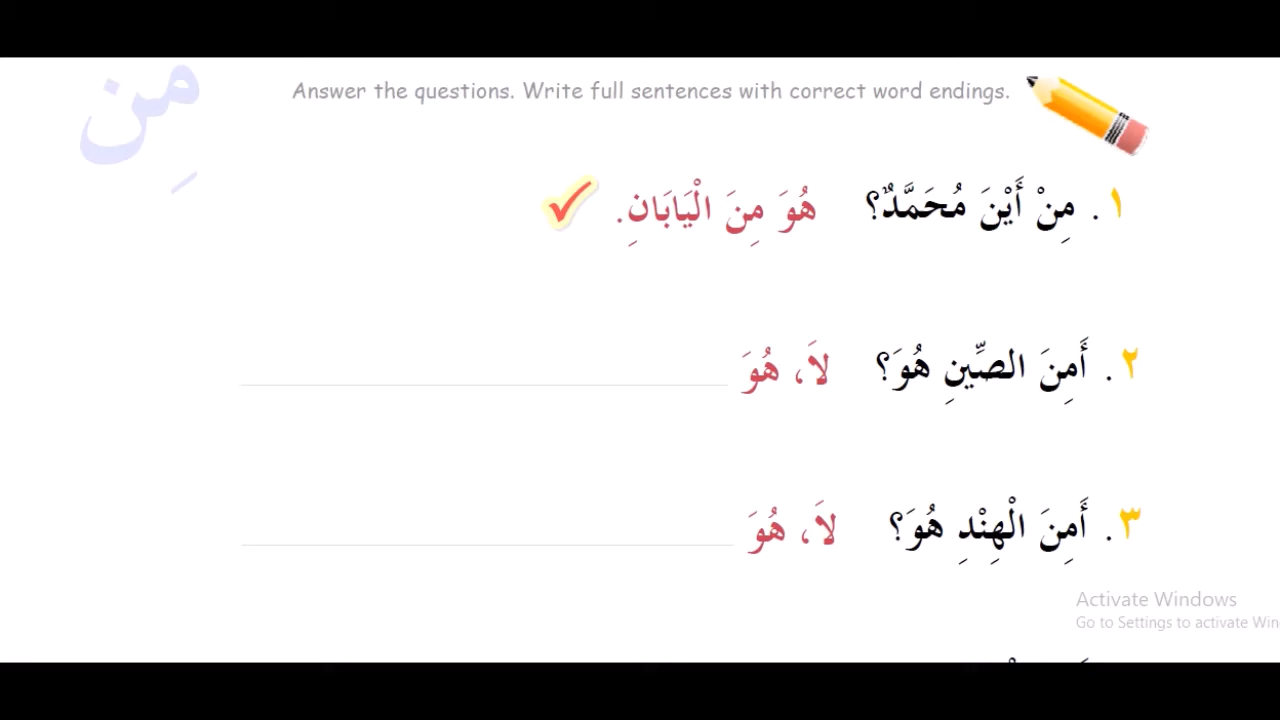 مِن
Answer the questions. Write full sentences with correct word endings.
١. مِنْ أَيْنَ مُحَمَّدٌ؟ هُوَ مِنَ الْيَابَانِ.
٢. أَمِنَ الصِّينِ هُوَ؟ لاَ، هُوَ
٣. أَمِنَ الْهِنْدِ هُوَ؟ لاَ، هُوَ
Activate Windows
Go to Settings to activate Win